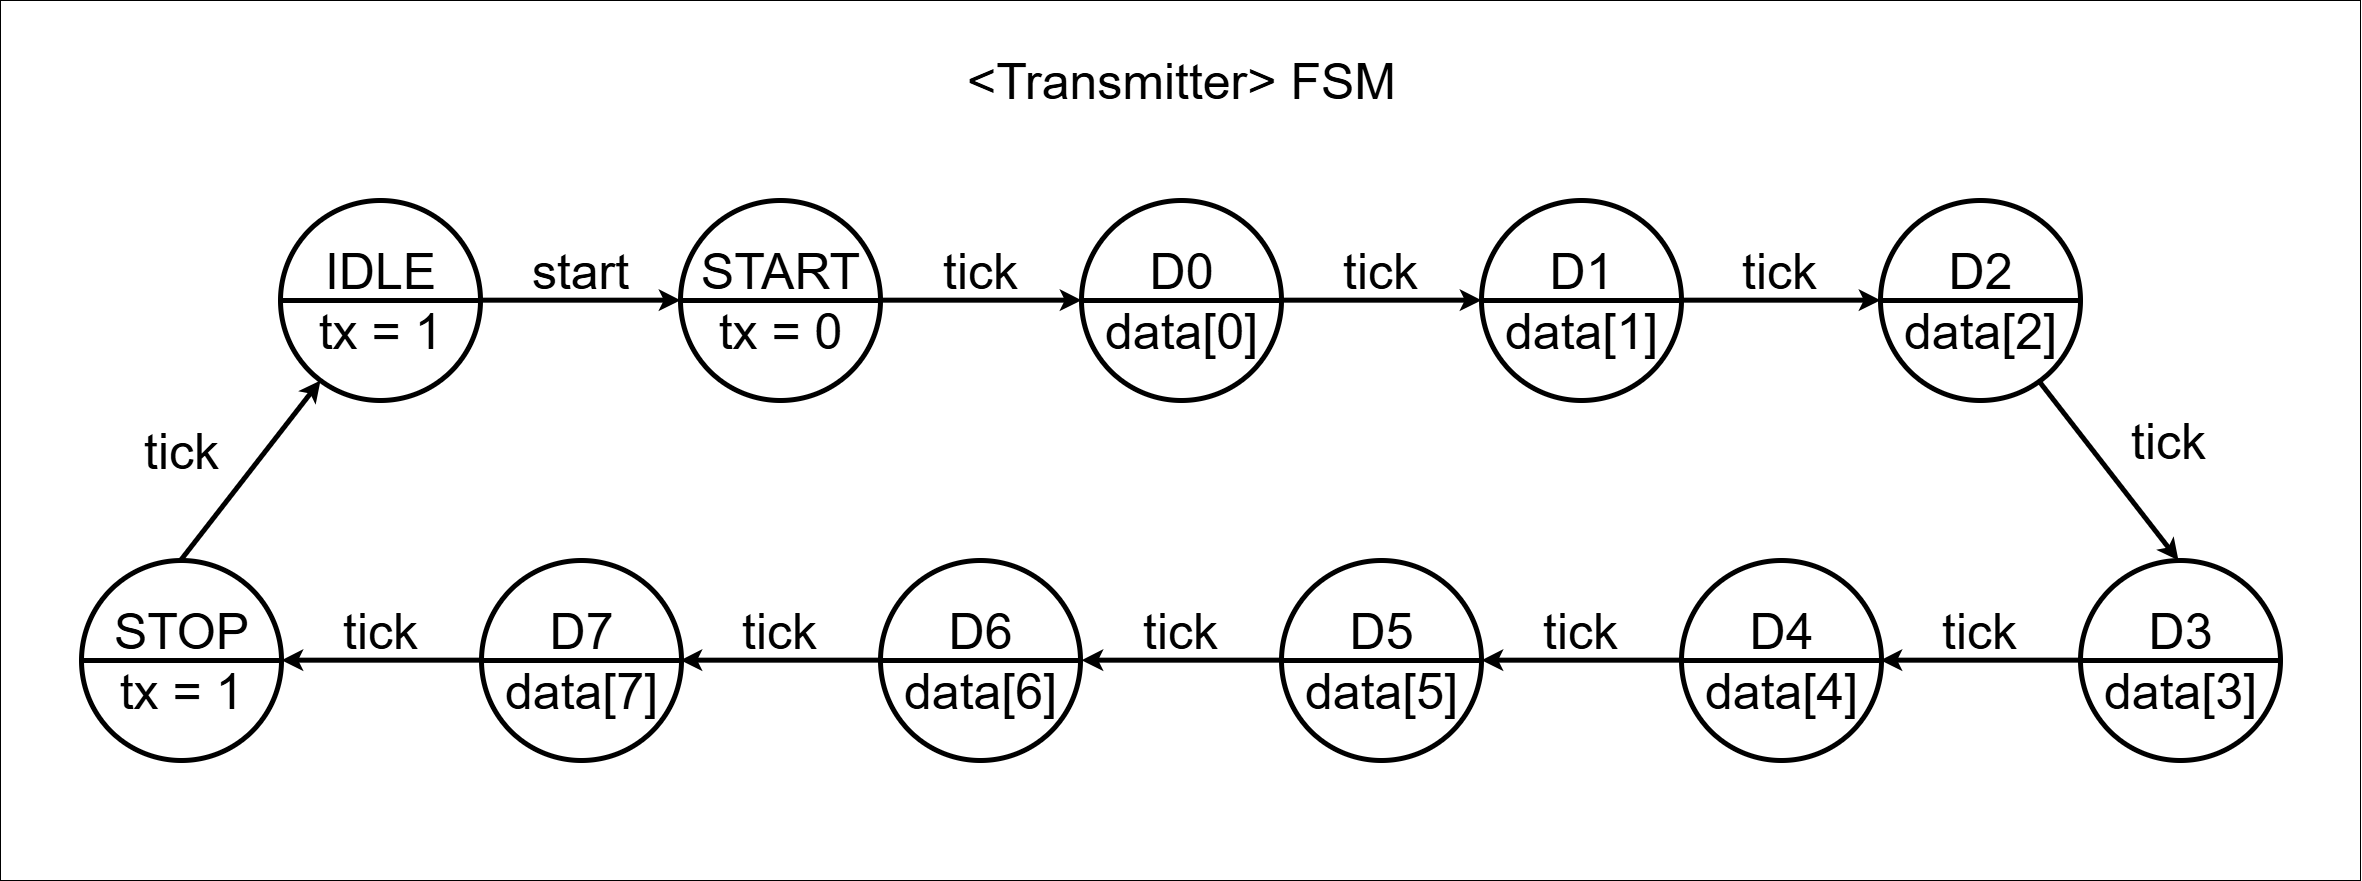 <Transmitter> FSM
IDLE
tx = 1
start
START
tx = 0
tick
D0
data[0]
tick
D1
data[1]
tick
D2
data[2]
tick
D3
data[3]
tick
D4
data[4]
tick
D5
data[5]
tick
D6
data[6]
tick
D7
data[7]
tick
STOP
tx = 1
tick